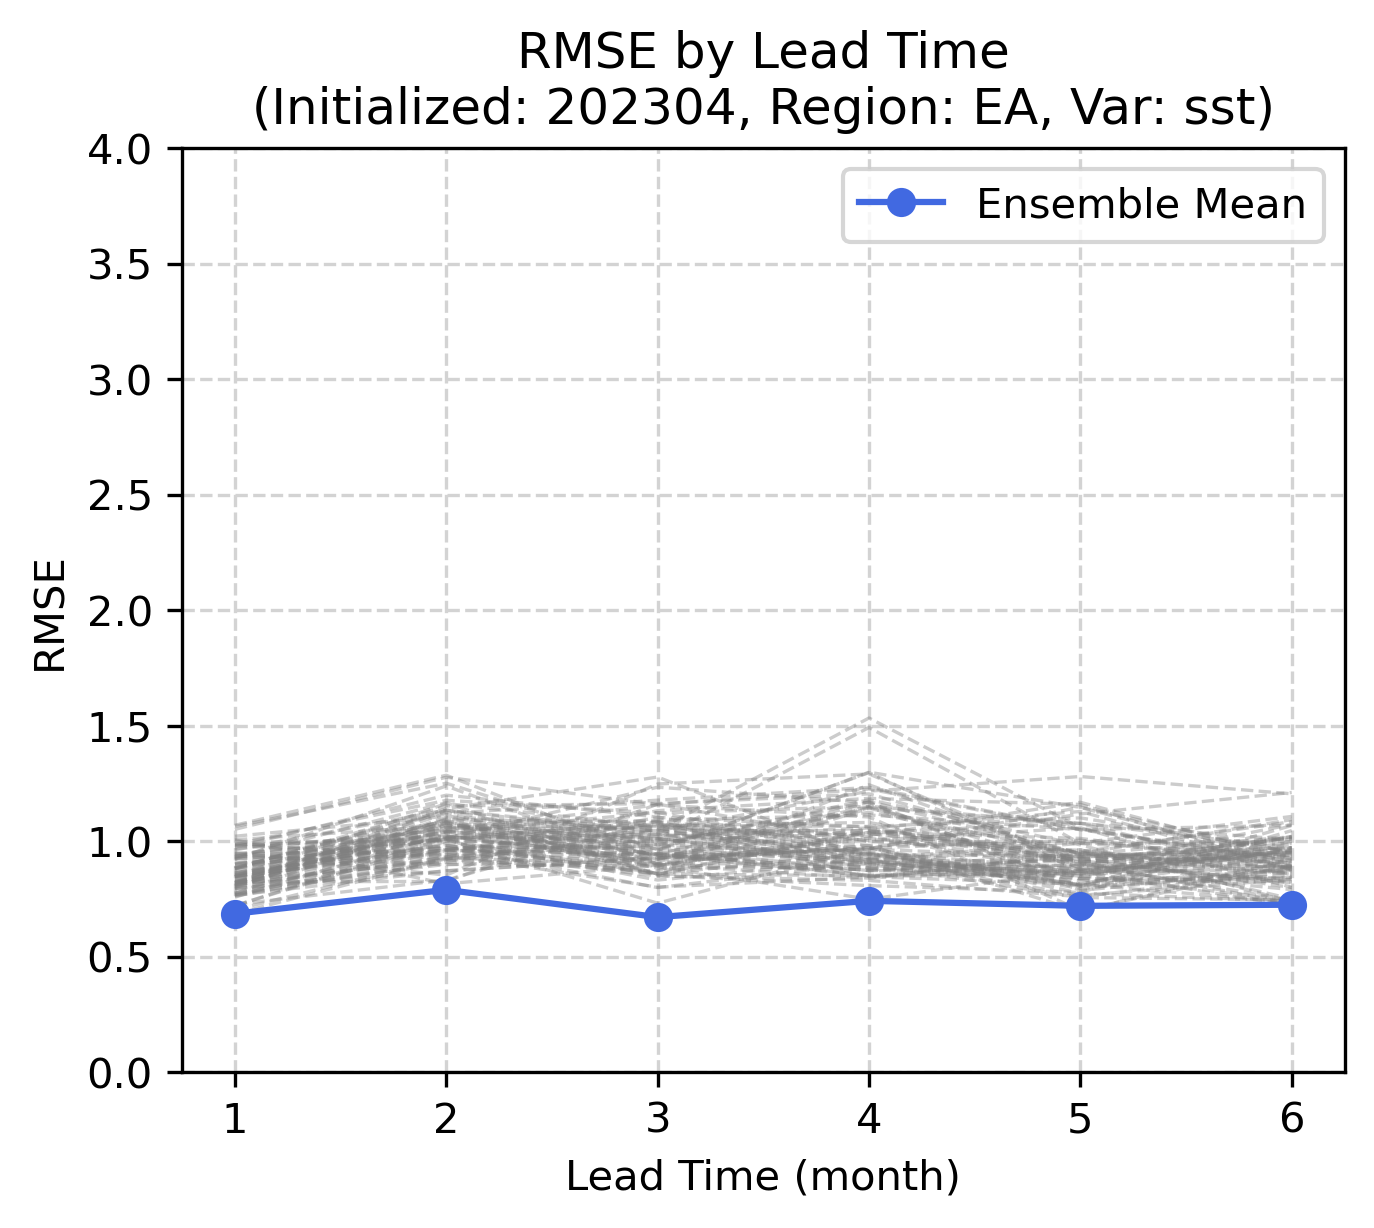 RMSE by Lead Time
(Initialized: 202304, Region: EA, Var: sst)
4.0
3.5
3.0
2.5
2.0
1.5
1.0
0.5
0.0
RMSE
Ensemble Mean
1 2 3 4 5 6
Lead Time (month)